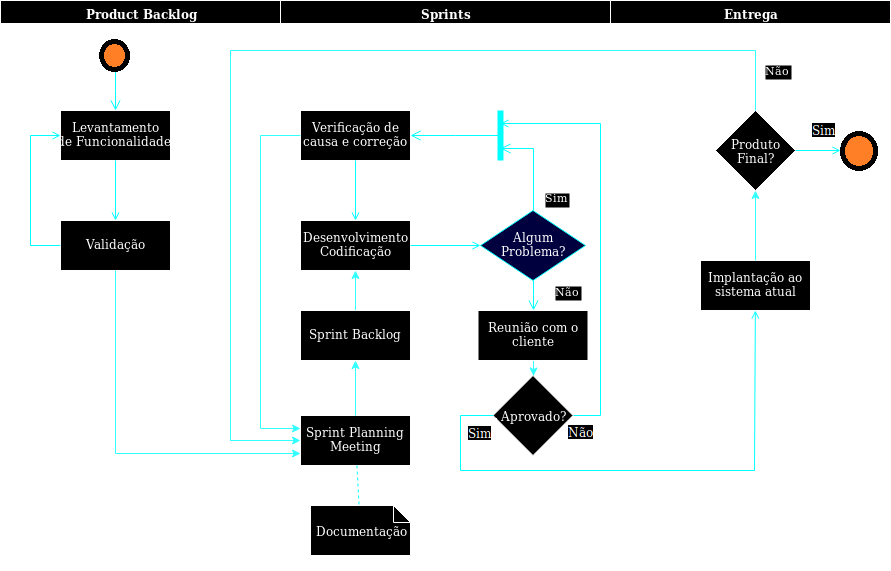 Product Backlog
Sprints
Entrega
Levantamento
de Funcionalidade
Validação
Verificação de
causa e correção
Desenvolvimento
Codificação
Sprint Backlog
Sprint Planning
Meeting
Documentação
Sim
Algum
Problema?
Não
Reunião com o
cliente
Aprovado?
Sim
Não
Não
Produto
Final?
Sim
Implantação ao
sistema atual